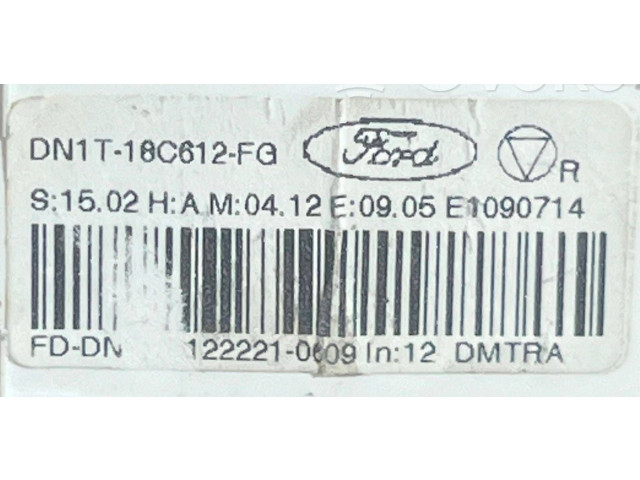 DN1T-18C612-FG Ford R
S:15.02 H:A M:04.12 E:09.05 E1090714
FD-DN 122221-0609 In:12 DMTRA